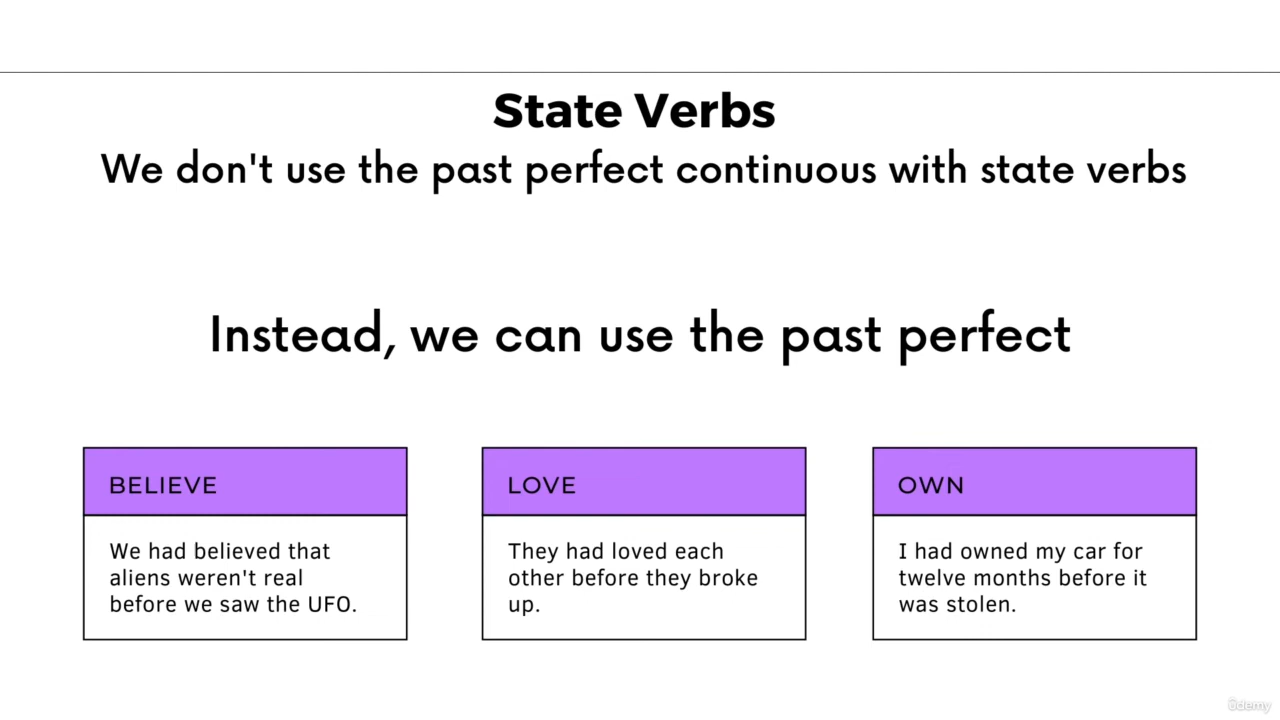 State Verbs
We don't use the past perfect continuous with state verbs
Instead, we can use the past perfect
BELIEVE
We had believed that
aliens weren't real
before we saw the UFO.
LOVE
They had loved each
other before they broke
up.
OWN
I had owned my car for
twelve months before it
was stolen.
ûdemy